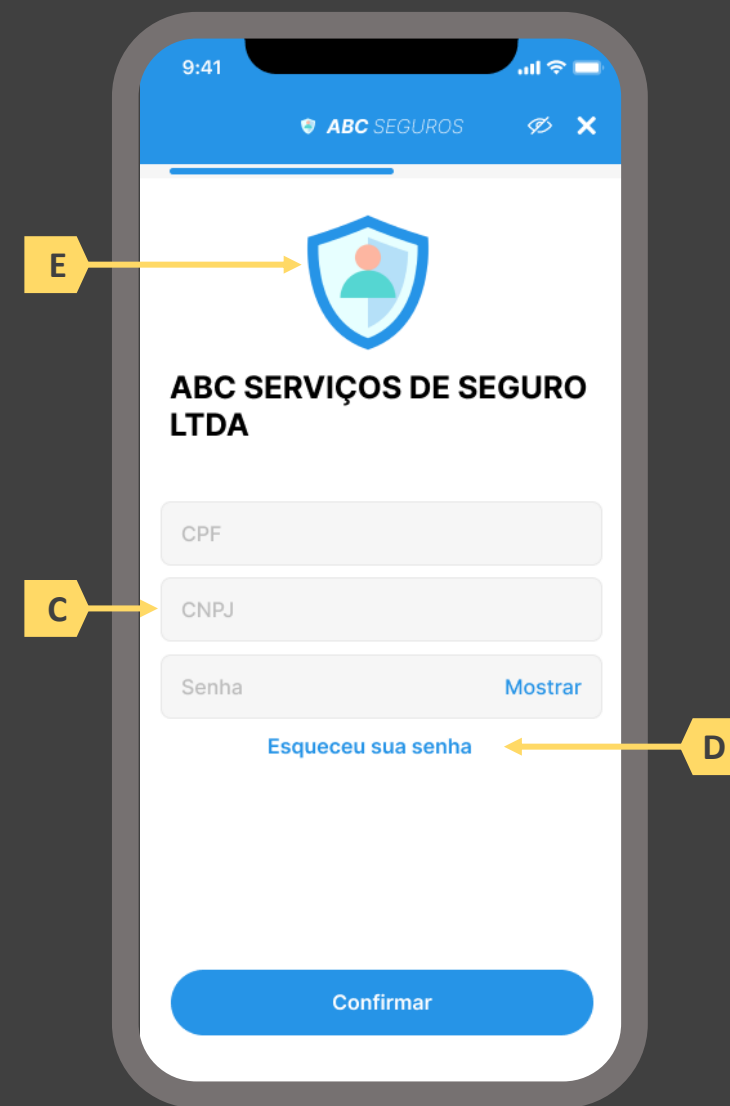 9:41
ABC SEGUROS
E
ABC SERVIÇOS DE SEGURO
LTDA
CPF
C
CNPJ
Senha Mostrar
Esqueceu sua senha
D
Confirmar